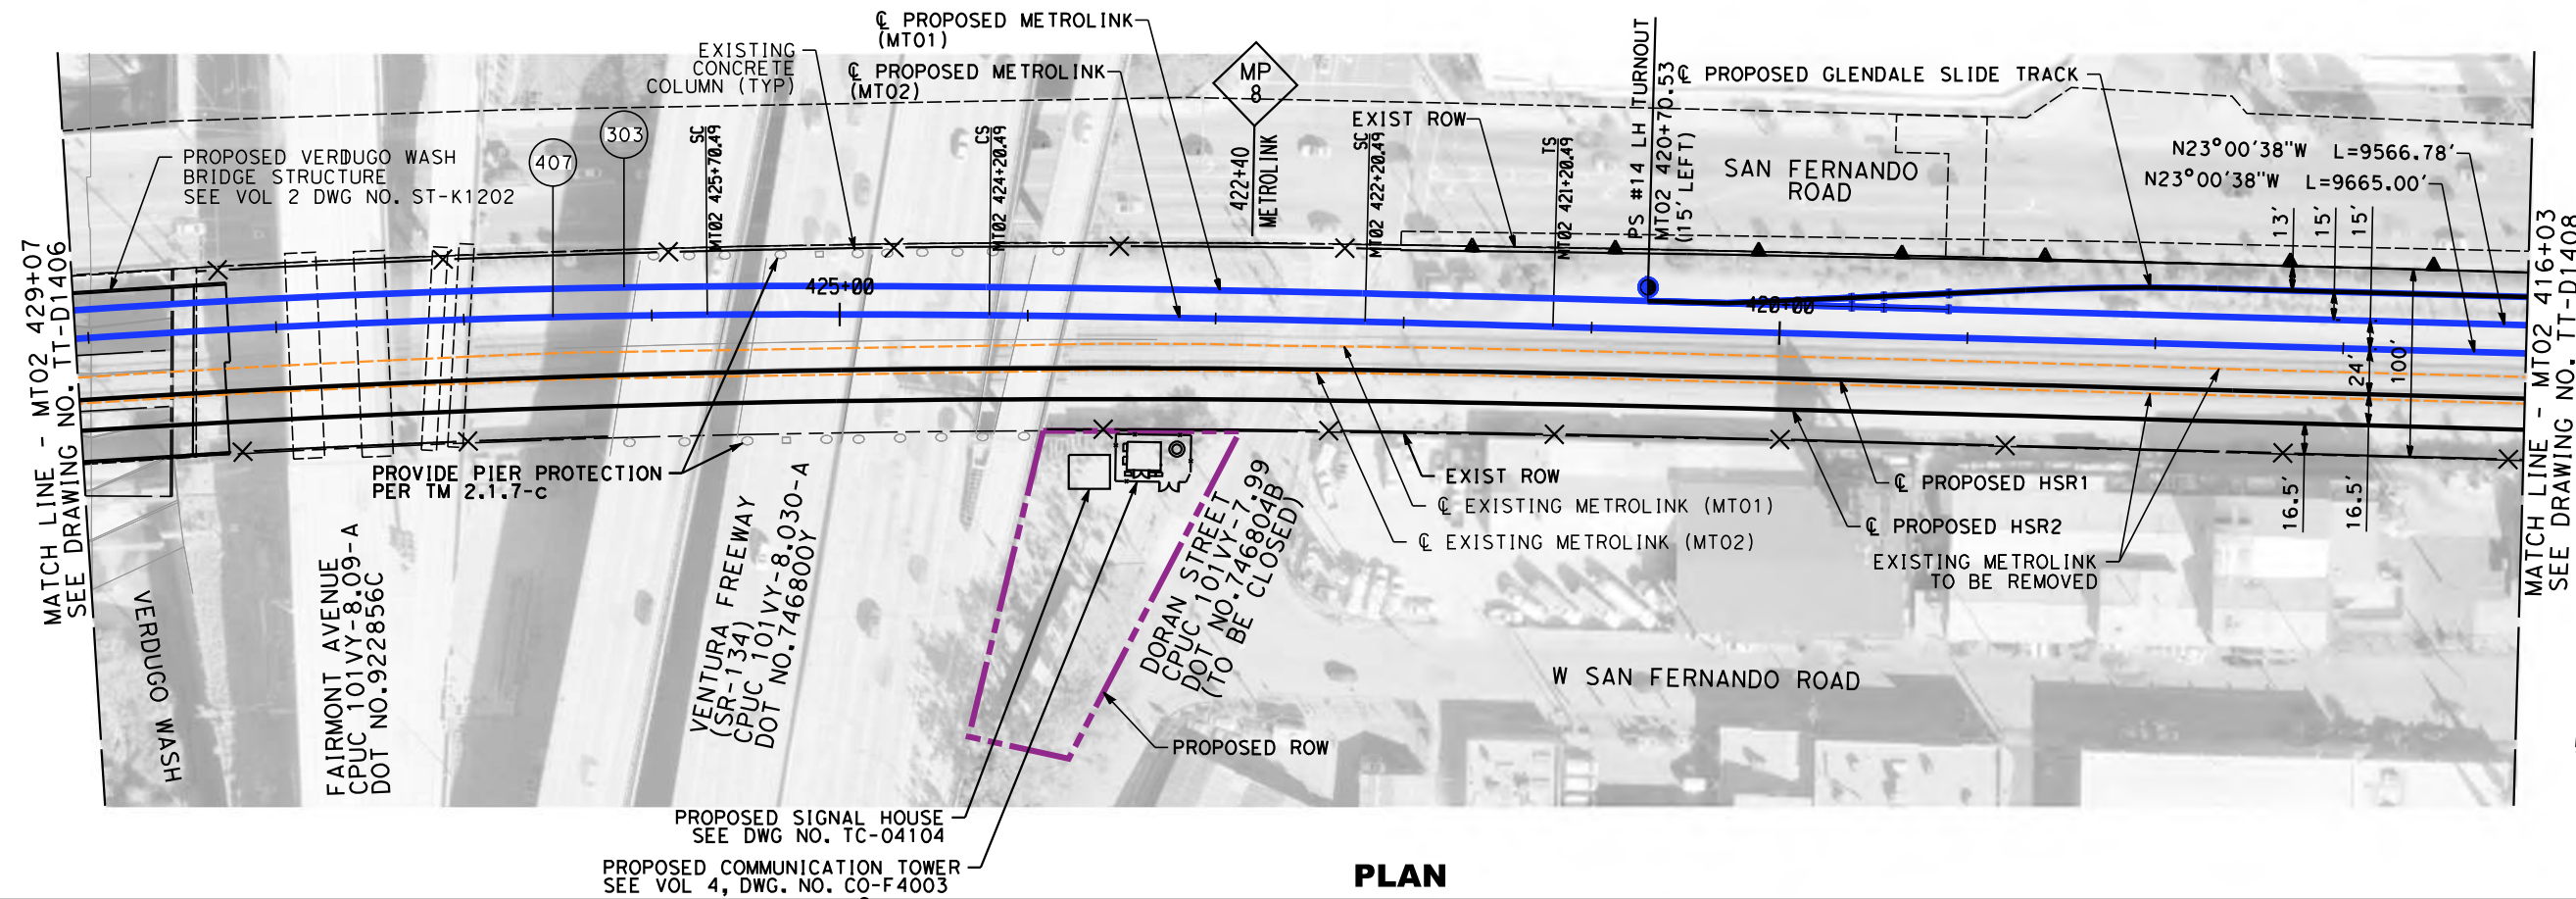 ℄ PROPOSED METROLINK
(MT01)
EXISTING
CONCRETE
COLUMN (TYP)
℄ PROPOSED METROLINK
(MT02)
MP
8
422+40
METROLINK
PS #14 LH TURNOUT
MT02 420+70.53
(15' LEFT)
℄ PROPOSED GLENDALE SLIDE TRACK
EXIST ROW
SAN FERNANDO
ROAD
N23°00'38"W L=9566.78'
N23°00'38"W L=9665.00'
13'
15'
15'
24'
100'
16.5'
16.5'
PROPOSED VERDUGO WASH
BRIDGE STRUCTURE
SEE VOL 2 DWG NO. ST-K1202
407
303
SC
MT02 425+70.49
CS
MT02 424+20.49
SC
MT02 422+20.49
TS
MT02 421+20.49
425+00
420+00
MATCH LINE - MT02 429+07
SEE DRAWING NO. TT-D1406
MATCH LINE - MT02 416+03
SEE DRAWING NO. TT-D1408
PROVIDE PIER PROTECTION
PER TM 2.1.7-c
EXIST ROW
℄ EXISTING METROLINK (MT01)
℄ EXISTING METROLINK (MT02)
℄ PROPOSED HSR1
℄ PROPOSED HSR2
EXISTING METROLINK
TO BE REMOVED
VERDUGO WASH
FAIRMONT AVENUE
CPUC 101VY-8.09-A
DOT NO.922856C
VENTURA FREEWAY
(SR-134)
CPUC 101VY-8.030-A
DOT NO.746800Y
DORAN STREET
CPUC 101VY-7.99
DOT NO.746804B
(TO BE CLOSED)
W SAN FERNANDO ROAD
PROPOSED ROW
PROPOSED SIGNAL HOUSE
SEE DWG NO. TC-04104
PROPOSED COMMUNICATION TOWER
SEE VOL 4, DWG. NO. CO-F4003
PLAN